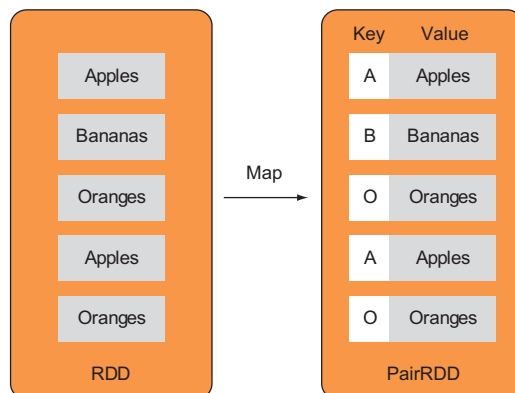 Apples
Bananas
Oranges
Apples
Oranges
RDD
Map
Key Value
A Apples
B Bananas
O Oranges
A Apples
O Oranges
PairRDD